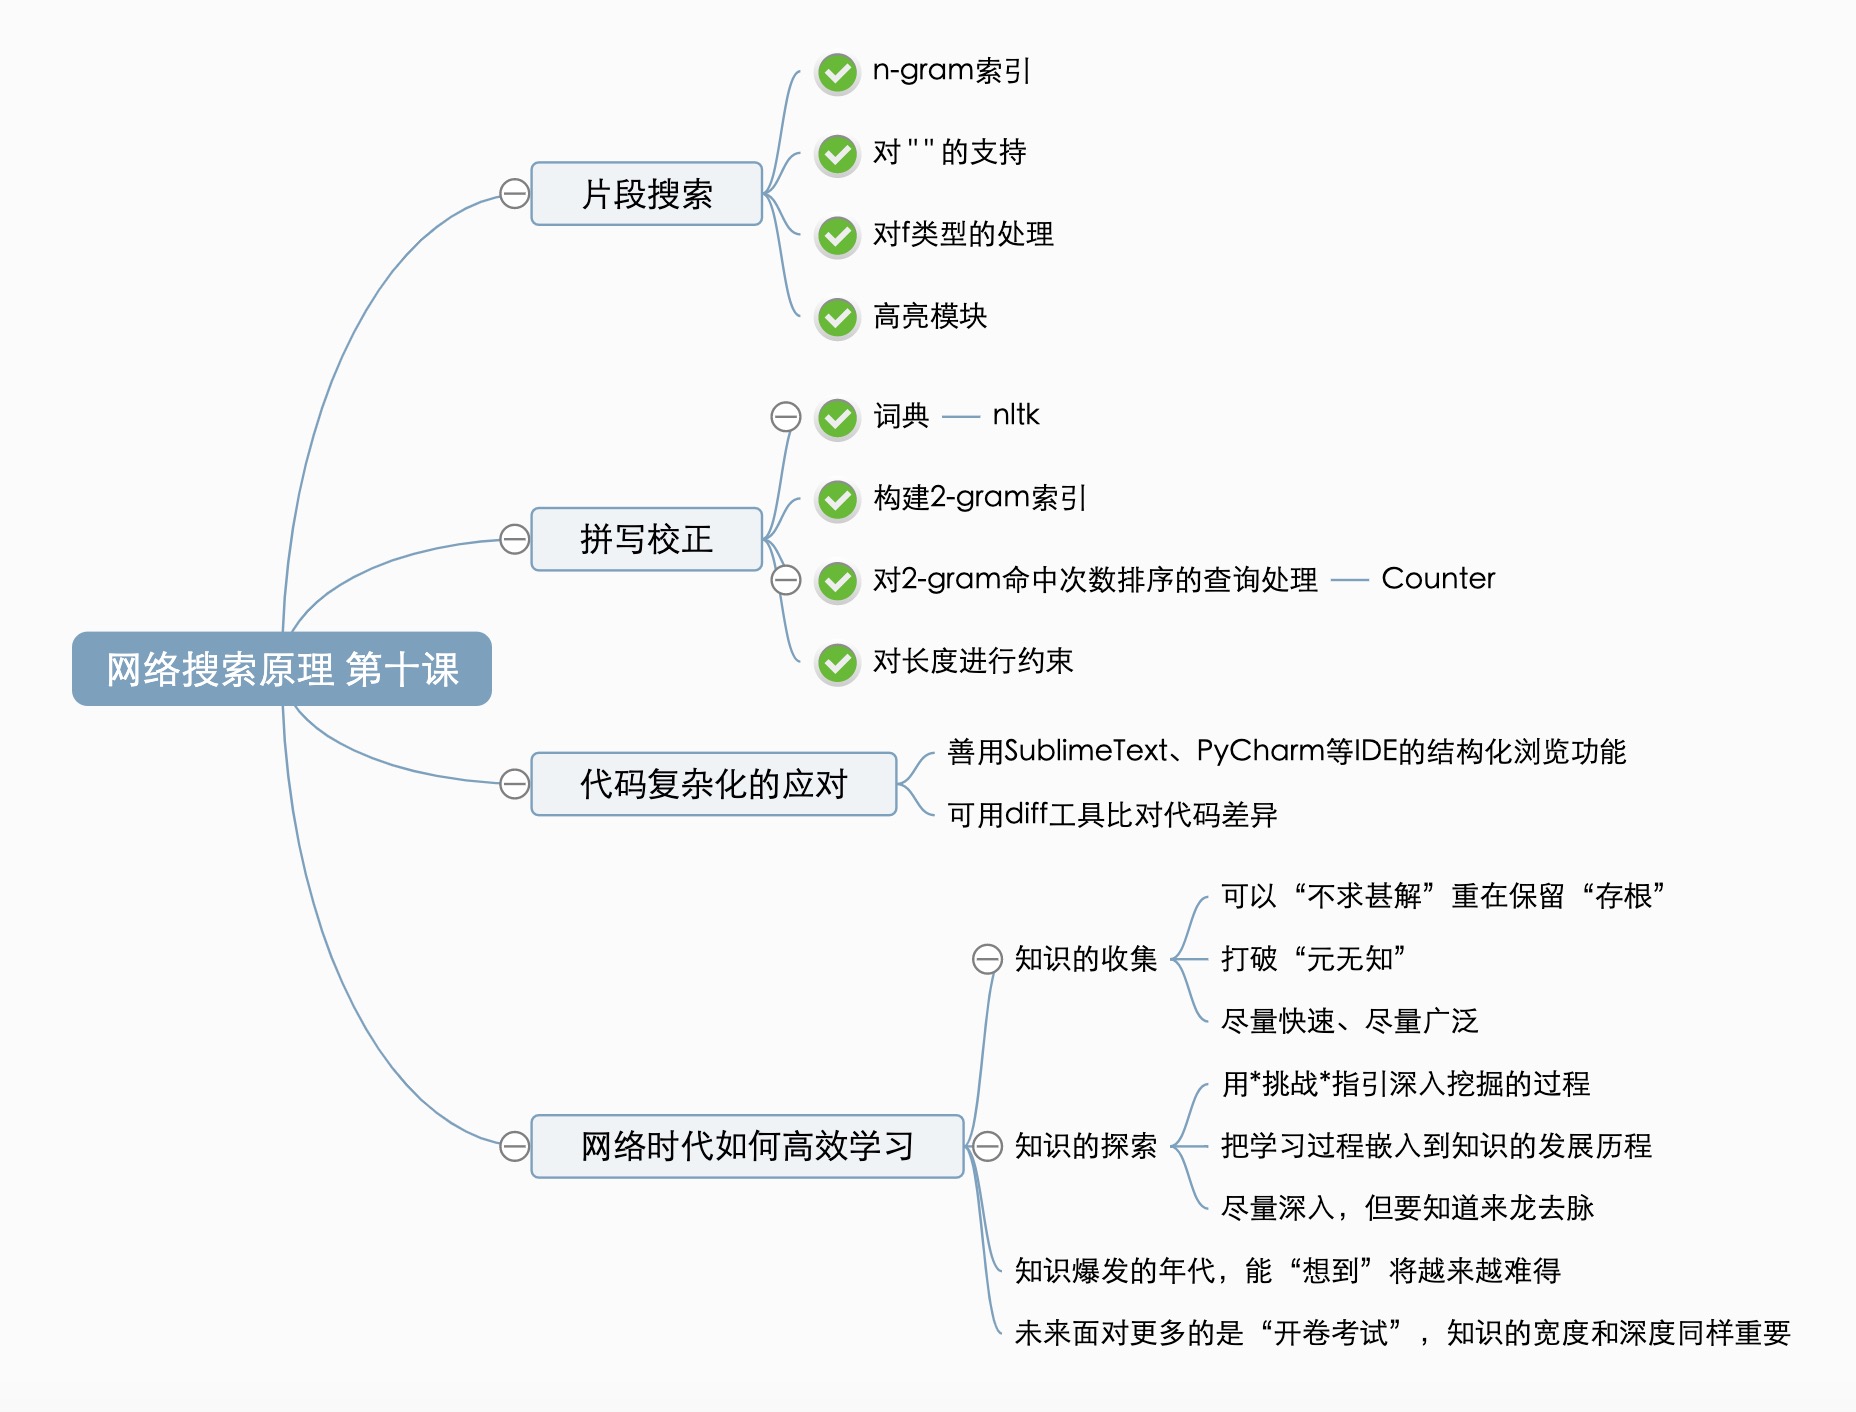 网络搜索原理 第十课
片段搜索
n-gram索引
对""的支持
对f类型的处理
高亮模块
拼写校正
词典
nltk
构建2-gram索引
对2-gram命中次数排序的查询处理
Counter
对长度进行约束
代码复杂化的应对
善用SublimeText、PyCharm等IDE的结构化浏览功能
可用diff工具比对代码差异
网络时代如何高效学习
知识的收集
可以“不求甚解”重在保留“存根”
打破“元无知”
尽量快速、尽量广泛
知识的探索
用*挑战*指引深入挖掘的过程
把学习过程嵌入到知识的发展历程
尽量深入，但要知道来龙去脉
知识爆发的年代，能“想到”将越来越难得
未来面对更多的是“开卷考试”，知识的宽度和深度同样重要